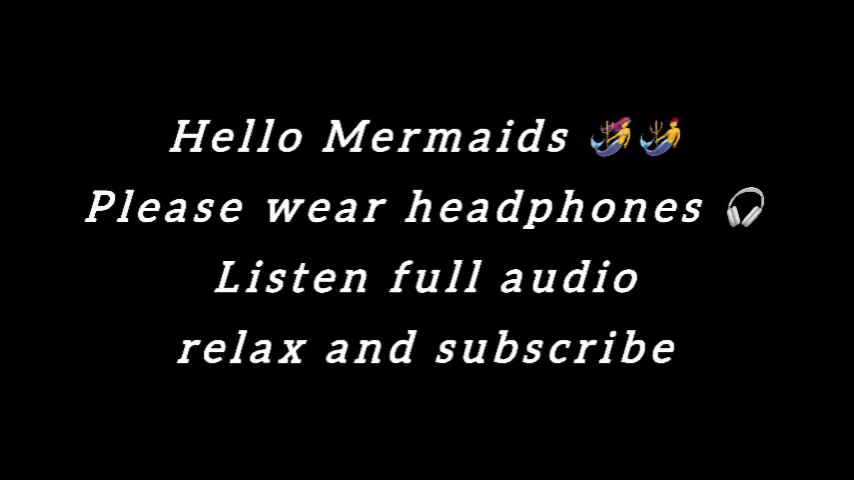 Hello Mermaids 🧜‍♀️🧜‍♂️
Please wear headphones 🎧
Listen full audio
relax and subscribe